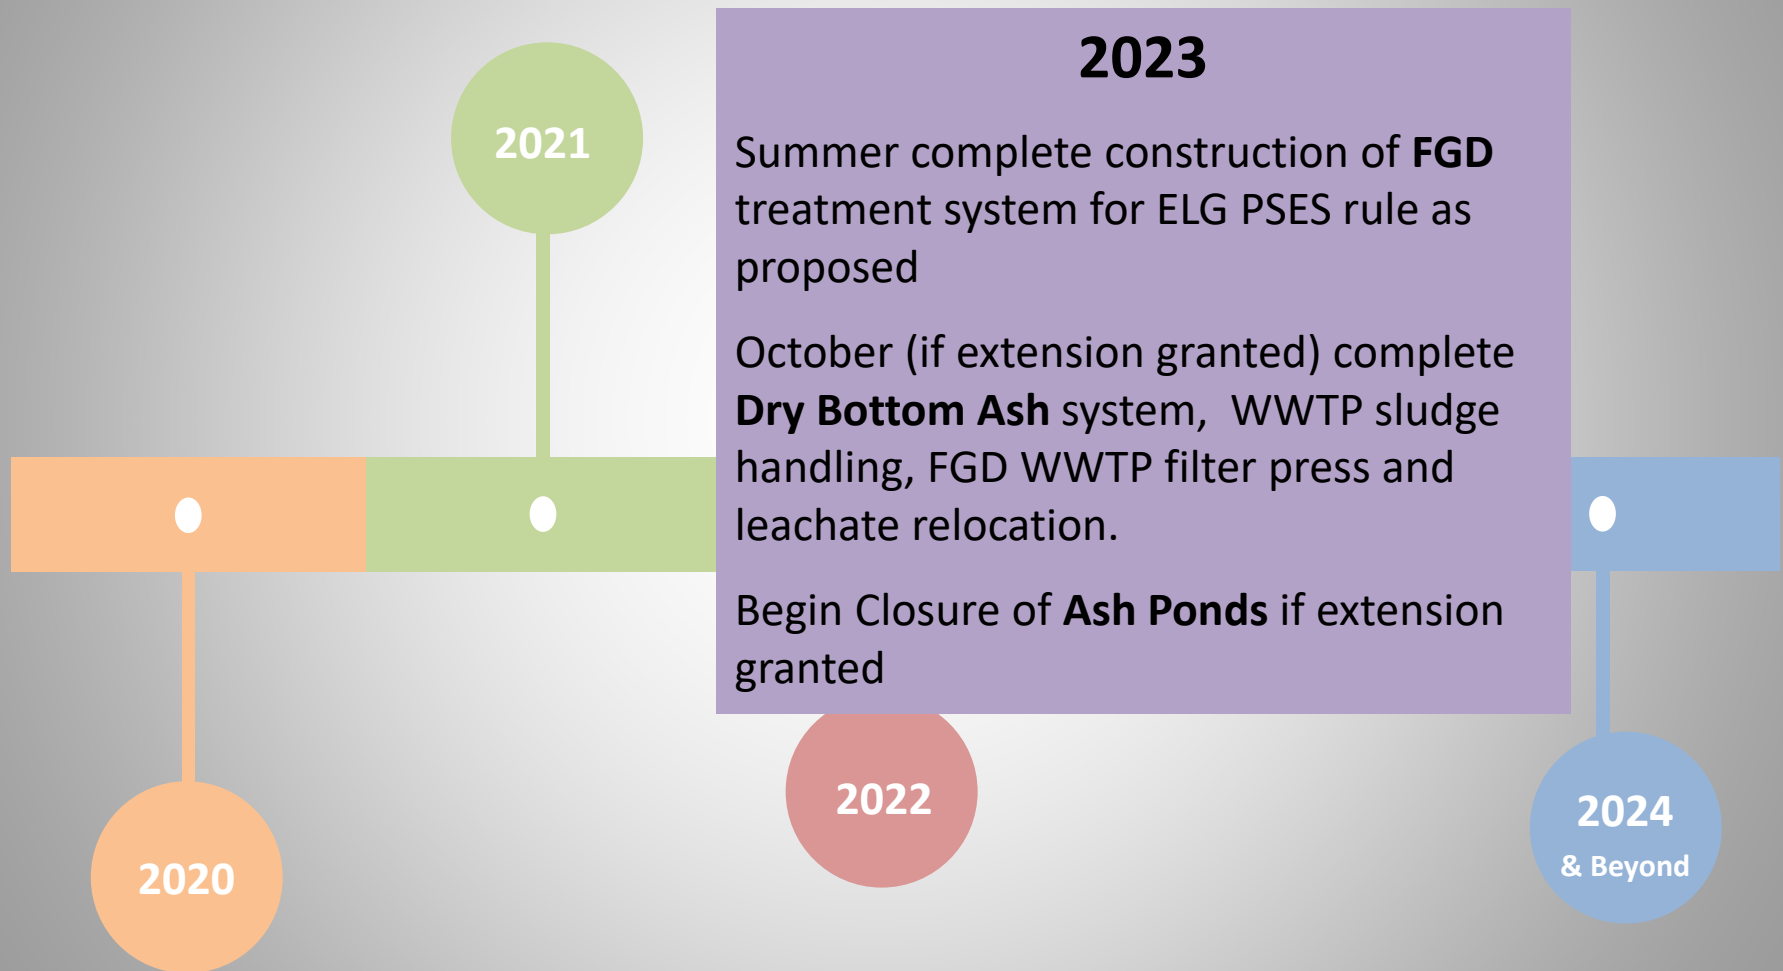 2021
2023
Summer complete construction of FGD
treatment system for ELG PSES rule as
proposed
October (if extension granted) complete
Dry Bottom Ash system,  WWTP sludge
handling, FGD WWTP filter press and
leachate relocation.
Begin Closure of Ash Ponds if extension
granted
2022
2024
& Beyond
2020